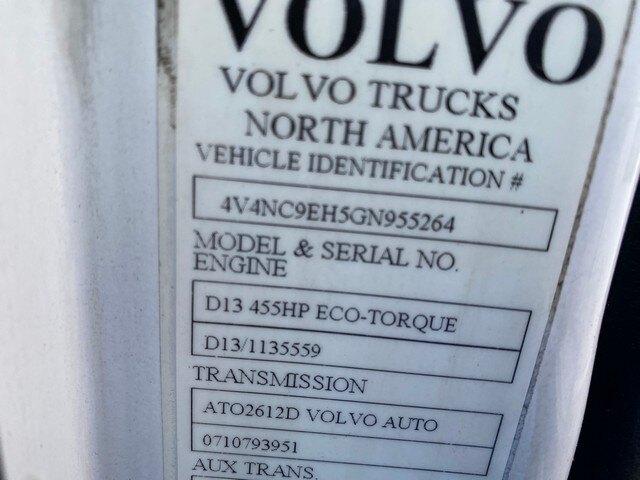 VOLVO
VOLVO TRUCKS
NORTH AMERICA
VEHICLE IDENTIFICATION #
4V4NC9EH5GN955264
MODEL & SERIAL NO.
ENGINE
D13 455HP ECO-TORQUE
D13/1135559
TRANSMISSION
ATO2612D VOLVO AUTO
0710793951
AUX TRANS.